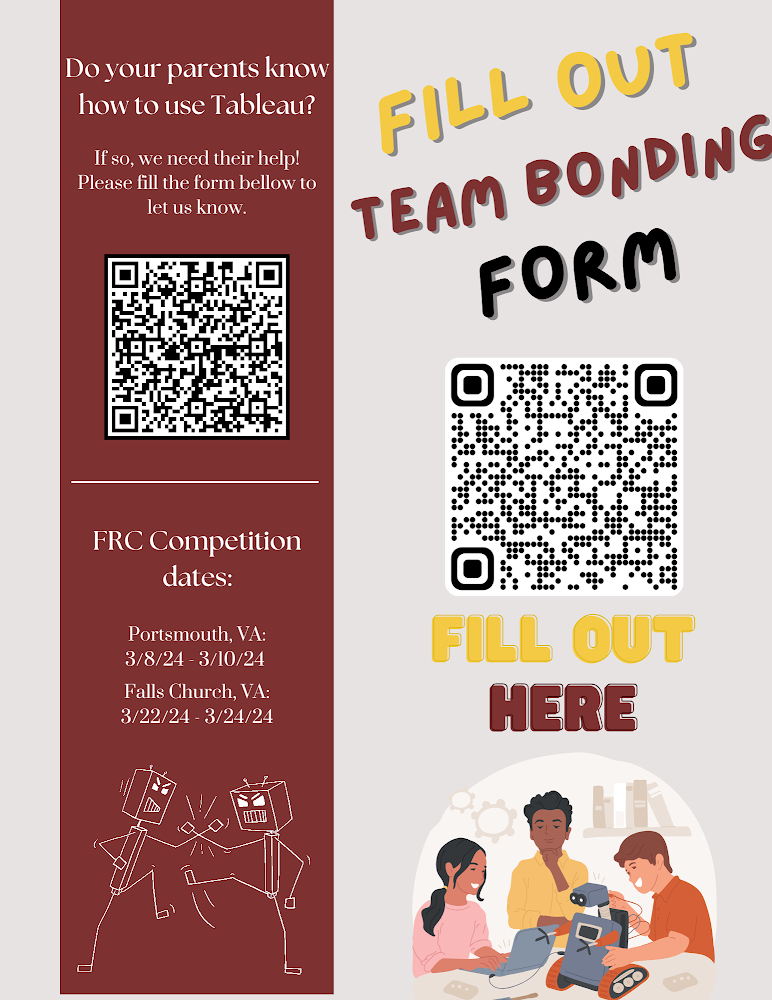 Do your parents know
how to use Tableau?
If so, we need their help!
Please fill the form bellow to
let us know.
FRC Competition
dates:
Portsmouth, VA:
3/8/24 - 3/10/24
Falls Church, VA:
3/22/24 - 3/24/24
FILL OUT
TEAM BONDING
FORM
FILL OUT
HERE